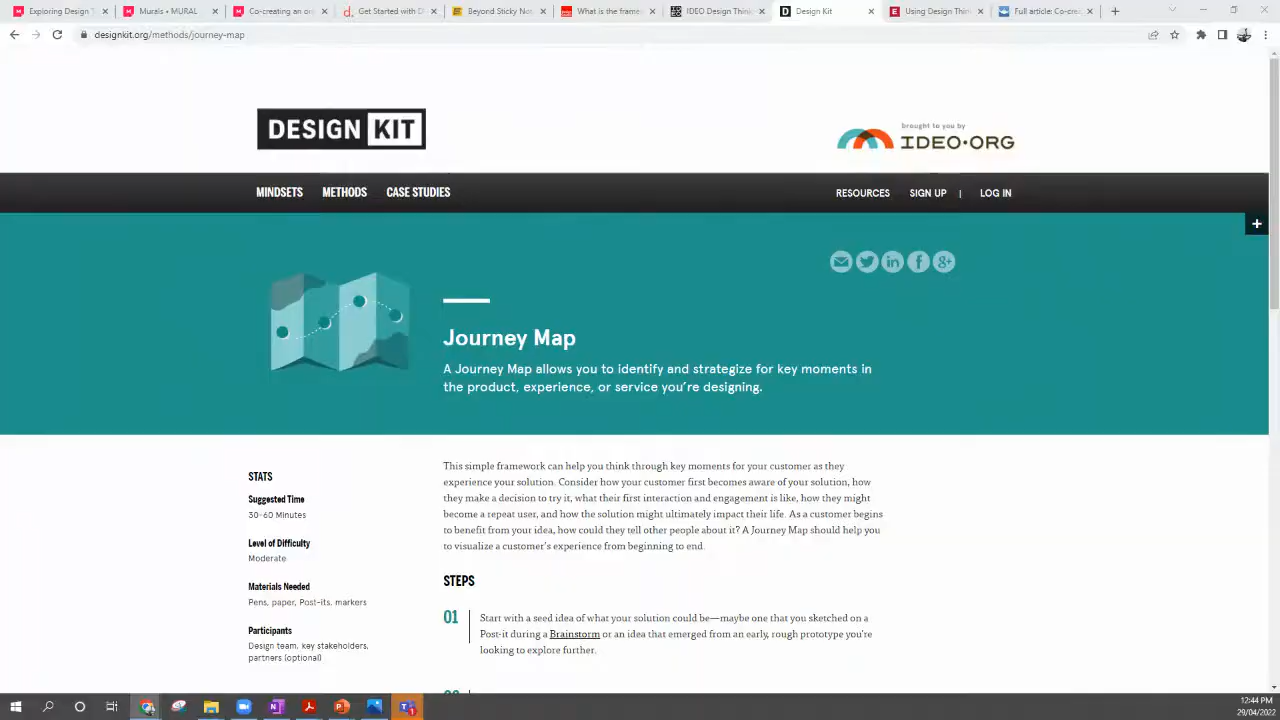 Exploring Design T
Murals • MURAL
Co-creating an on
Get Started with D
Beyond Sticky Not
What is the frame
IDEO Design Think
Design Kit
Using Design Thin
Full article: Co-crea
designkit.org/methods/journey-map
DESIGN KIT
brought to you by
IDEO•ORG
MINDSETS METHODS CASE STUDIES
RESOURCES SIGN UP | LOG IN
Journey Map
A Journey Map allows you to identify and strategize for key moments in
the product, experience, or service you’re designing.
STATS
Suggested Time
30-60 Minutes
Level of Difficulty
Moderate
Materials Needed
Pens, paper, Post-its, markers
Participants
Design team, key stakeholders,
partners (optional)
This simple framework can help you think through key moments for your customer as they
experience your solution. Consider how your customer first becomes aware of your solution, how
they make a decision to try it, what their first interaction and engagement is like, how they might
become a repeat user, and how the solution might ultimately impact their life. As a customer begins
to benefit from your idea, how could they tell other people about it? A Journey Map should help you
to visualize a customer’s experience from beginning to end.
STEPS
01
Start with a seed idea of what your solution could be—maybe one that you sketched on a
Post-it during a Brainstorm or an idea that emerged from an early, rough prototype you’re
looking to explore further.
12:44 PM
29/04/2022